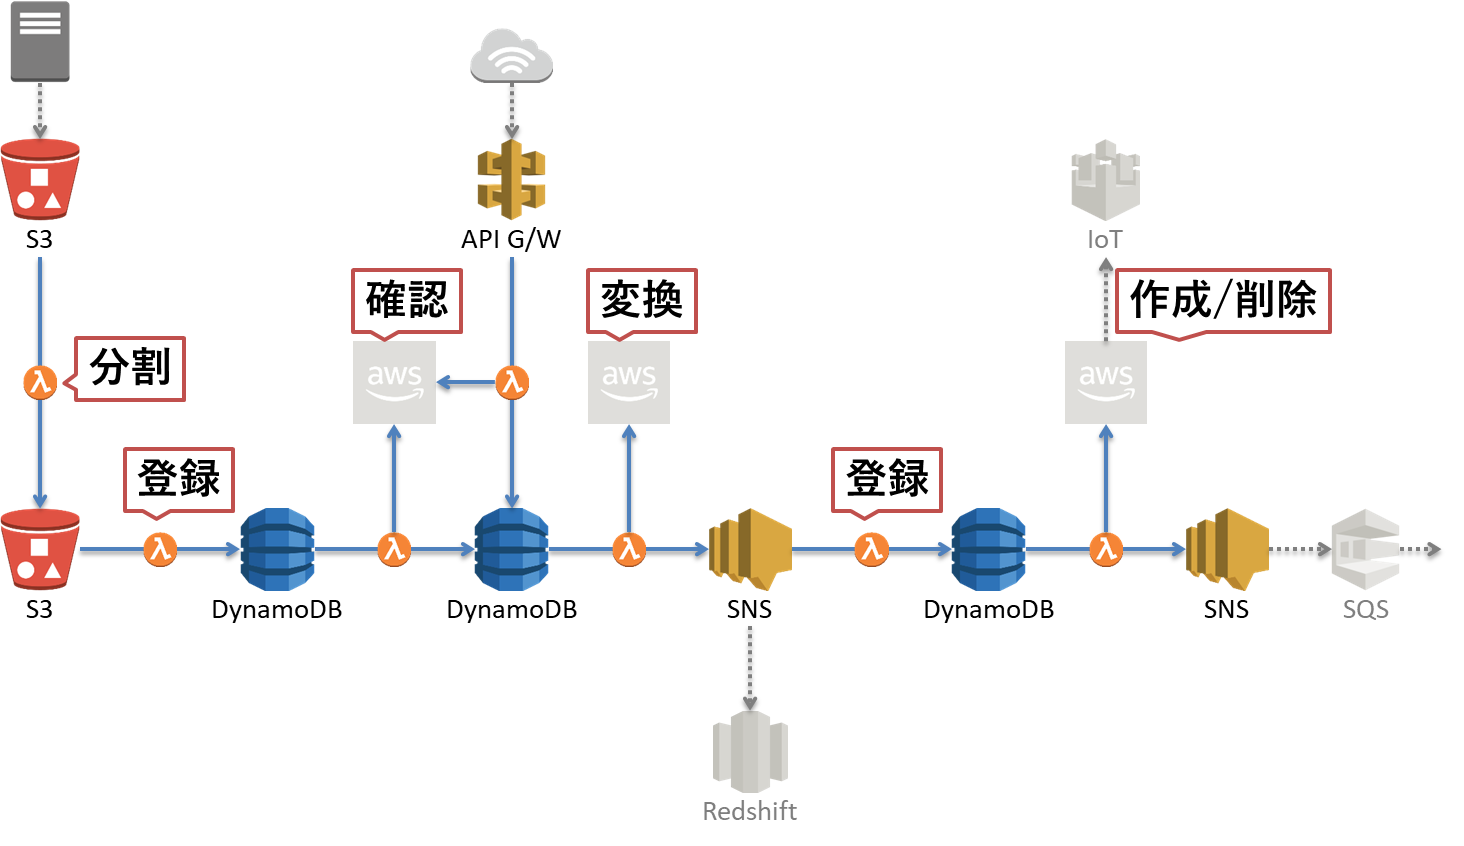 S3
API G/W
IoT
確認
変換
作成/削除
分割
aws
aws
aws
登録
登録
S3
DynamoDB
DynamoDB
SNS
DynamoDB
SNS
SQS
Redshift